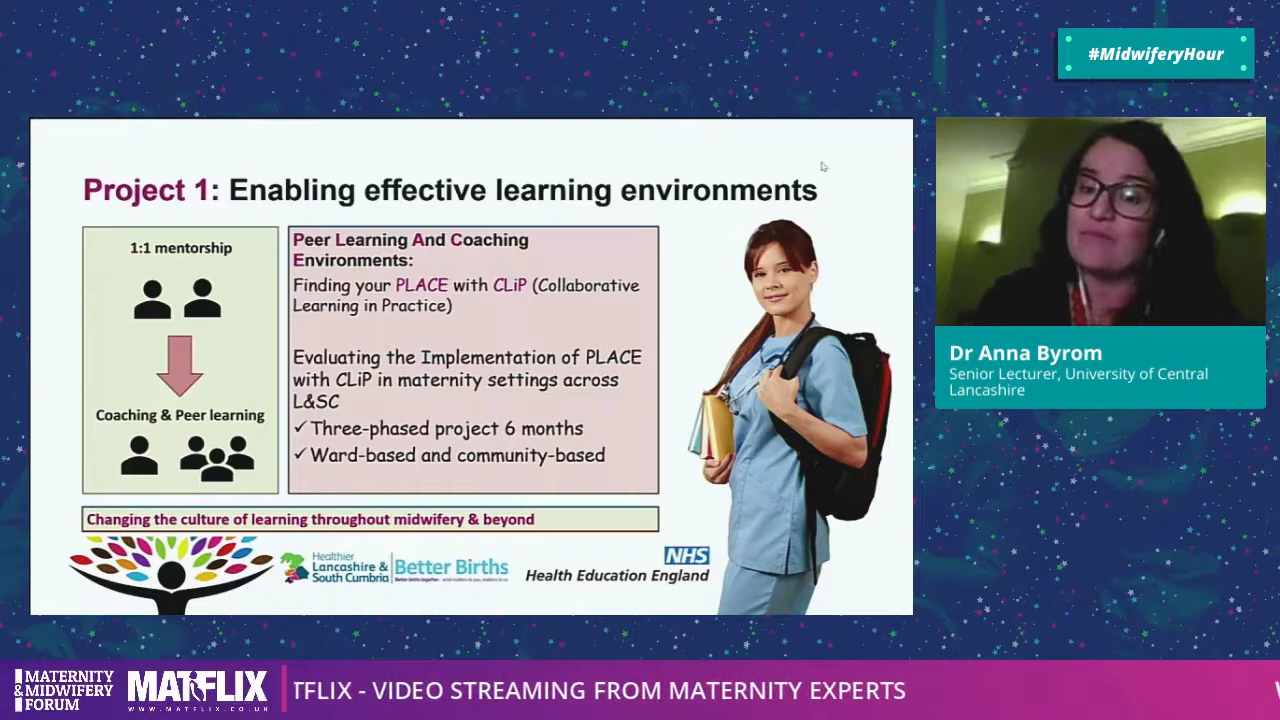 #MidwiferyHour
Project 1: Enabling effective learning environments
1:1 mentorship
Coaching & Peer learning
Peer Learning And Coaching
Environments:
Finding your PLACE with CLiP (Collaborative
Learning in Practice)
Evaluating the Implementation of PLACE
with CLiP in maternity settings across
L&SC
✓ Three-phased project 6 months
✓ Ward-based and community-based
Changing the culture of learning throughout midwifery & beyond
Healthier
Lancashire &
South Cumbria
Better Births
NHS
Health Education England
Dr Anna Byrom
Senior Lecturer, University of Central
Lancashire
MATERNITY
& MIDWIFERY
FORUM
MATFLIX
WWW.MATFLIX.CO.UK
TFLIX - VIDEO STREAMING FROM MATERNITY EXPERTS